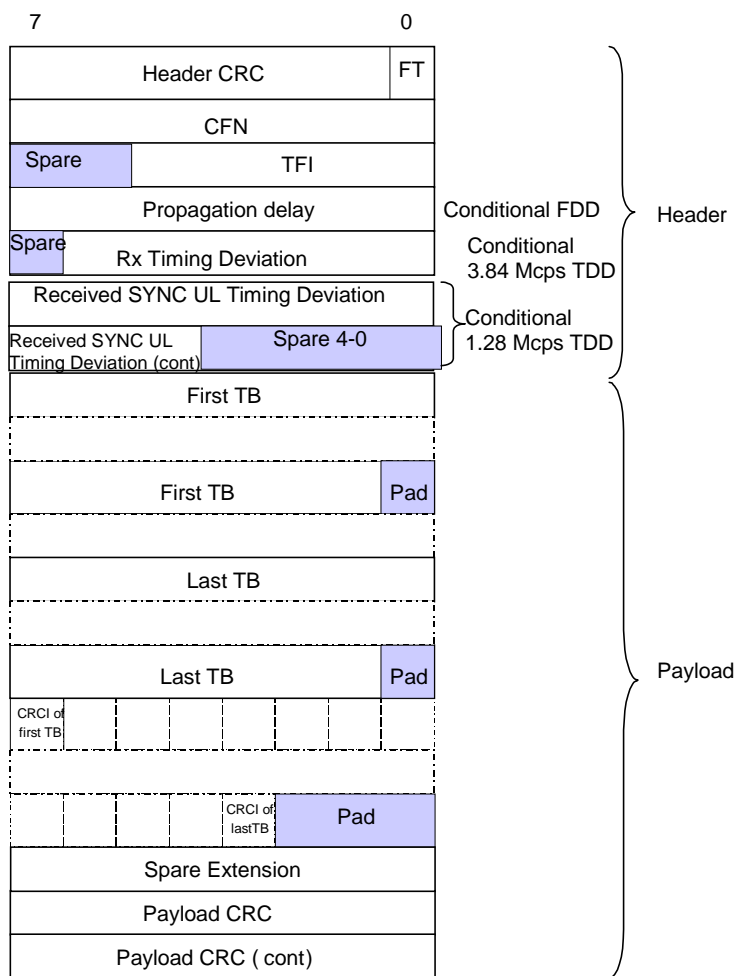 7 0
Header CRC FT
CFN
Spare TFI
Propagation delay Conditional FDD
Header
Spare Rx Timing Deviation
Conditional
3.84 Mcps TDD
Received SYNC UL Timing Deviation
Received SYNC UL
Timing Deviation (cont)
Spare 4-0
Conditional
1.28 Mcps TDD
First TB
First TB Pad
Last TB
Last TB Pad
Payload
CRCI of
first TB
CRCI of
lastTB
Pad
Spare Extension
Payload CRC
Payload CRC ( cont)